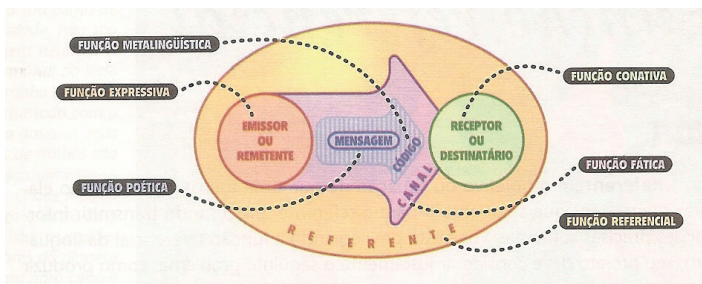 FUNÇÃO METALINGÜÍSTICA
FUNÇÃO CONATIVA
FUNÇÃO EXPRESSIVA
EMISSOR
OU
REMETENTE
MENSAGEM
CÓDIGO
CANAL
RECEPTOR
OU
DESTINATÁRIO
FUNÇÃO FÁTICA
FUNÇÃO POÉTICA
FUNÇÃO REFERENCIAL
REFERENTE